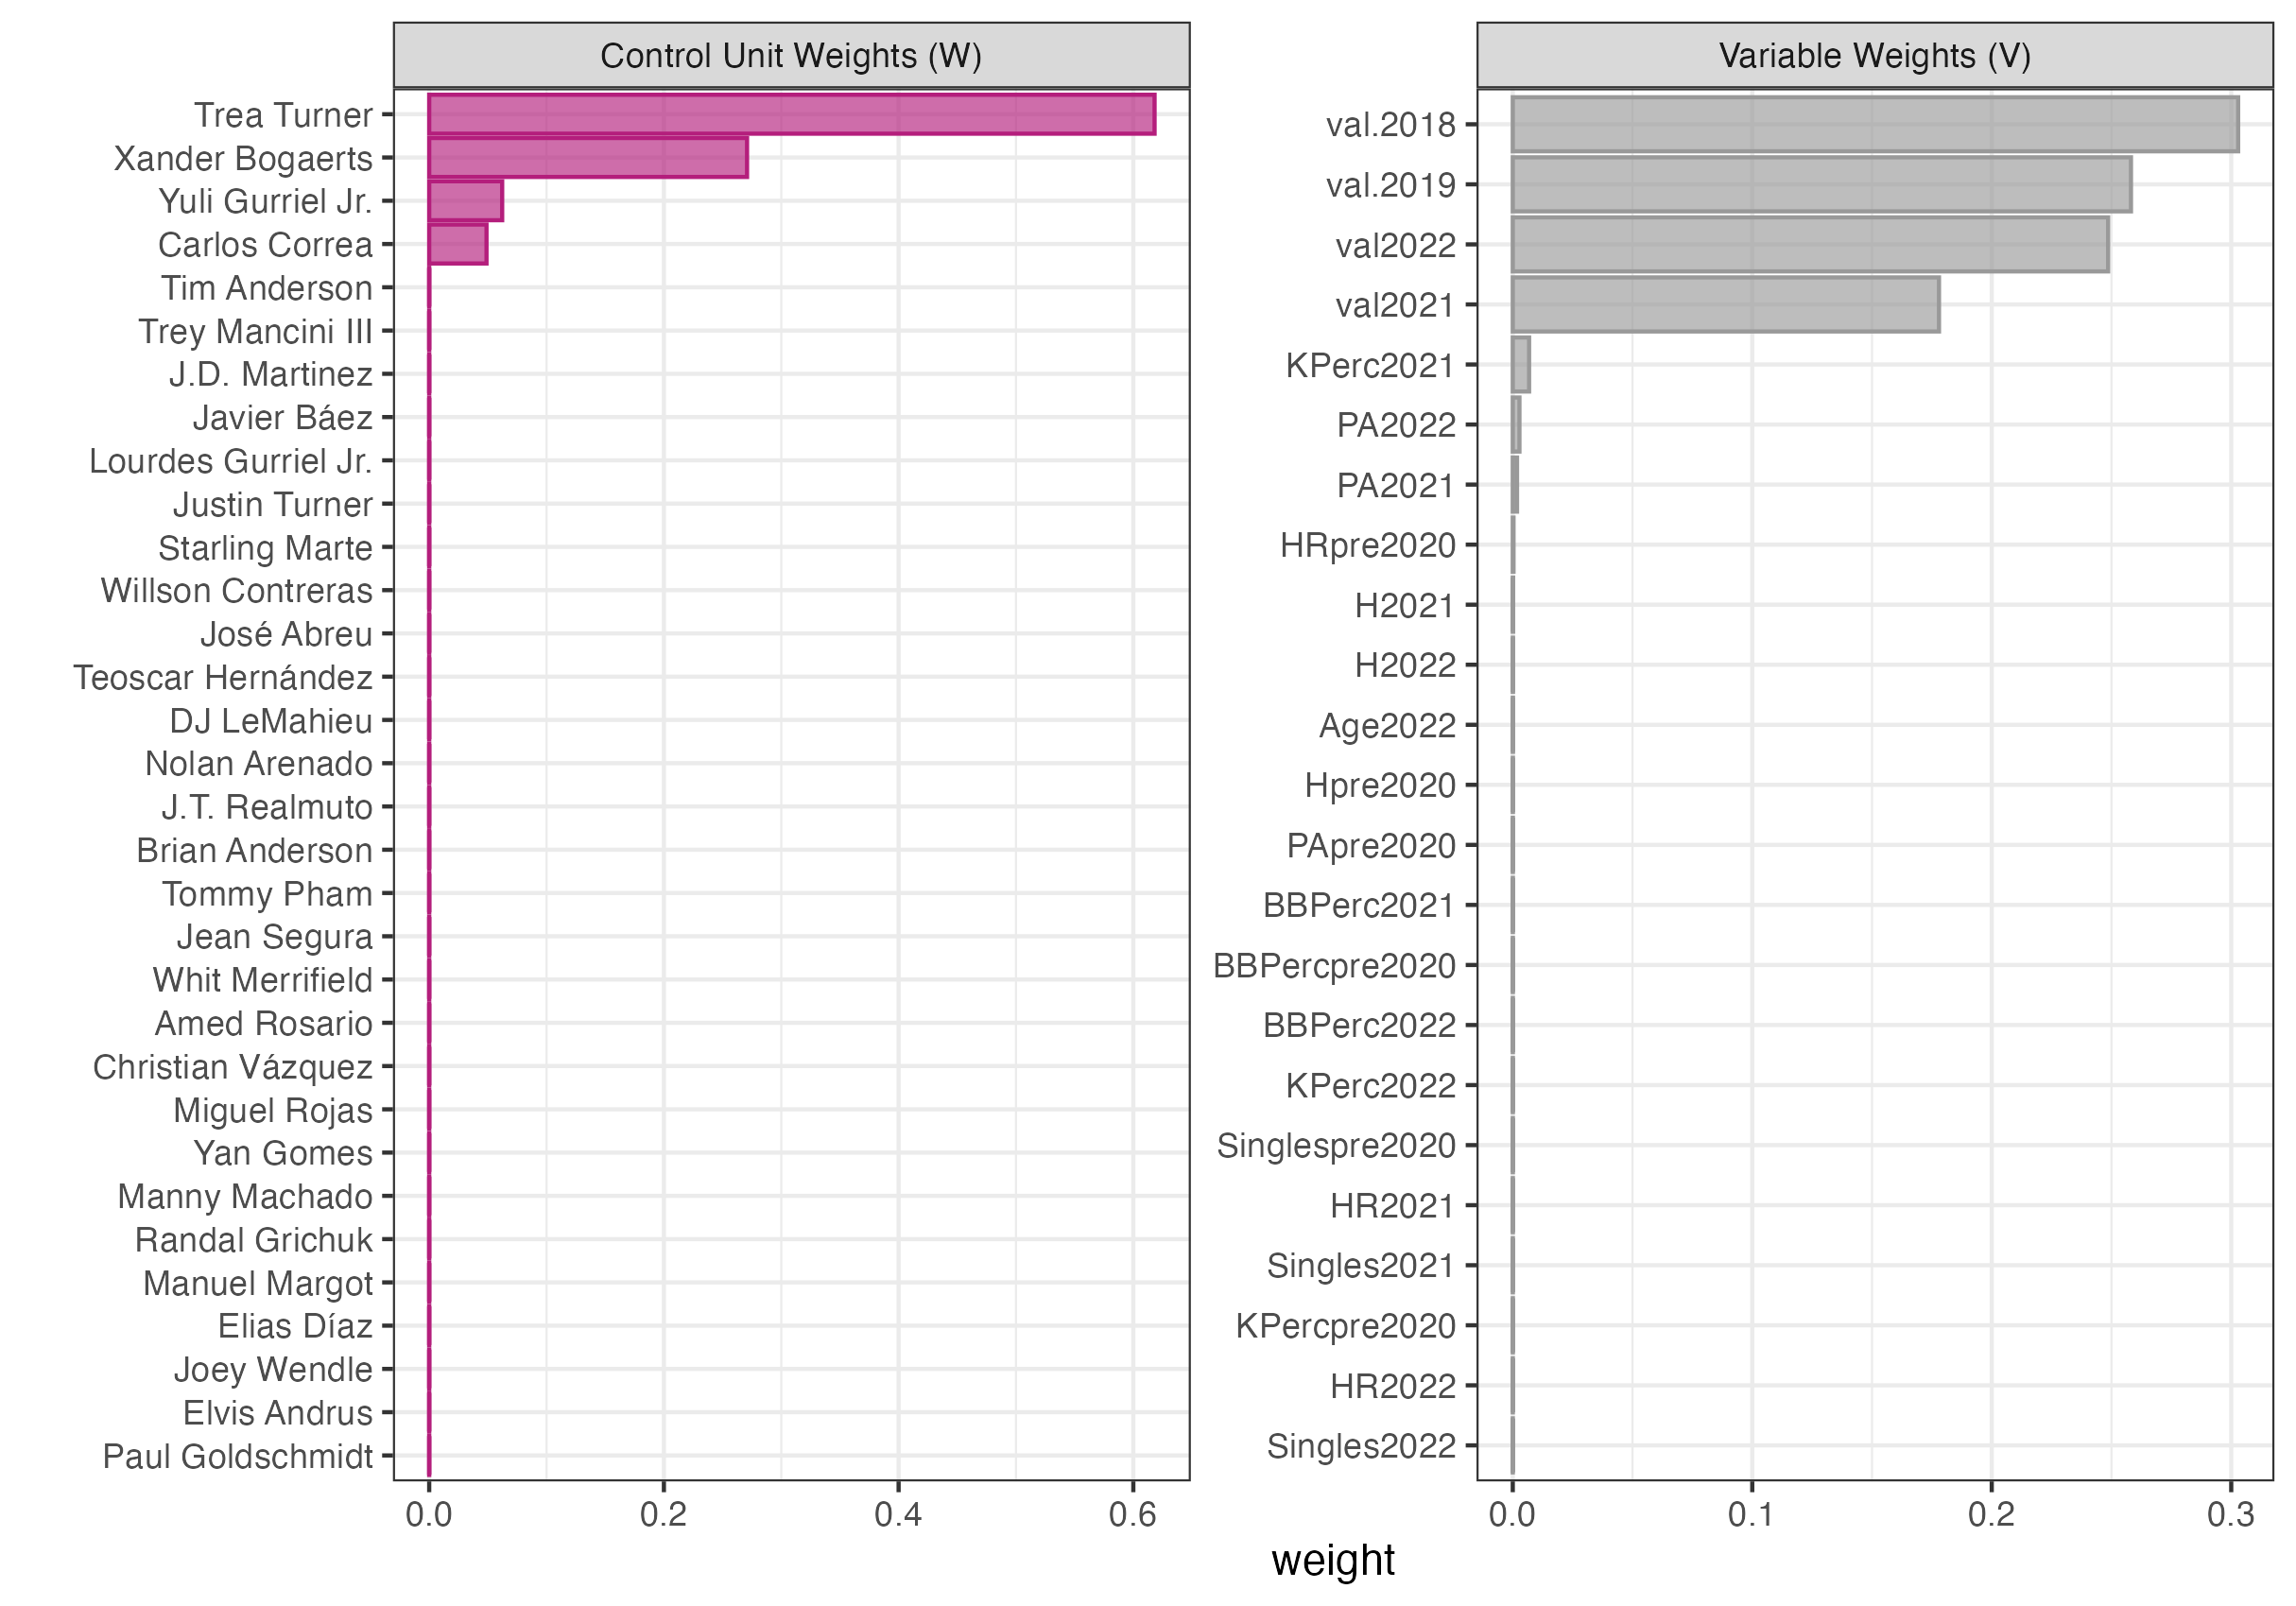 Control Unit Weights (W)
Trea Turner
Xander Bogaerts
Yuli Gurriel Jr.
Carlos Correa
Tim Anderson
Trey Mancini III
J.D. Martinez
Javier Báez
Lourdes Gurriel Jr.
Justin Turner
Starling Marte
Willson Contreras
José Abreu
Teoscar Hernández
DJ LeMahieu
Nolan Arenado
J.T. Realmuto
Brian Anderson
Tommy Pham
Jean Segura
Whit Merrifield
Amed Rosario
Christian Vázquez
Miguel Rojas
Yan Gomes
Manny Machado
Randal Grichuk
Manuel Margot
Elias Díaz
Joey Wendle
Elvis Andrus
Paul Goldschmidt
0.0 0.2 0.4 0.6
Variable Weights (V)
val.2018
val.2019
val2022
val2021
KPerc2021
PA2022
PA2021
HRpre2020
H2021
H2022
Age2022
Hpre2020
PApre2020
BBPerc2021
BBPercpre2020
BBPerc2022
KPerc2022
Singlespre2020
HR2021
Singles2021
KPercpre2020
HR2022
Singles2022
0.0 0.1 0.2 0.3
weight